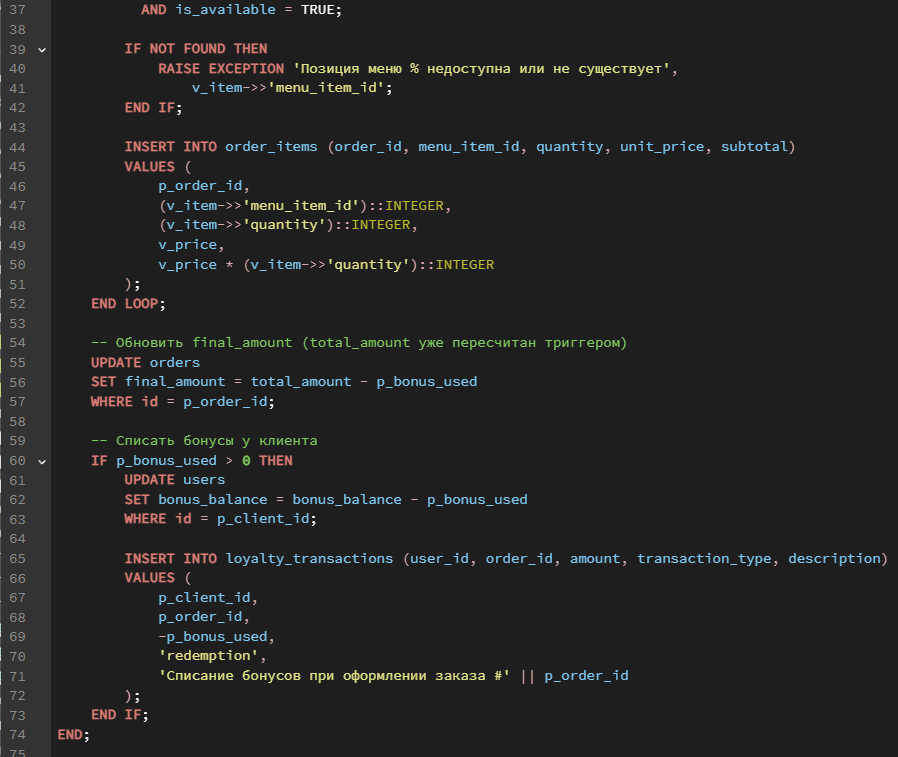 37 AND is_available = TRUE;
38
39 IF NOT FOUND THEN
40 RAISE EXCEPTION 'Позиция меню % недоступна или не существует',
41 v_item->>'menu_item_id';
42 END IF;
43
44 INSERT INTO order_items (order_id, menu_item_id, quantity, unit_price, subtotal)
45 VALUES (
46 p_order_id,
47 (v_item->>'menu_item_id')::INTEGER,
48 (v_item->>'quantity')::INTEGER,
49 v_price,
50 v_price * (v_item->>'quantity')::INTEGER
51 );
52 END LOOP;
53
54 -- Обновить final_amount (total_amount уже пересчитан триггером)
55 UPDATE orders
56 SET final_amount = total_amount - p_bonus_used
57 WHERE id = p_order_id;
58
59 -- Списать бонусы у клиента
60 IF p_bonus_used > 0 THEN
61 UPDATE users
62 SET bonus_balance = bonus_balance - p_bonus_used
63 WHERE id = p_client_id;
64
65 INSERT INTO loyalty_transactions (user_id, order_id, amount, transaction_type, description)
66 VALUES (
67 p_client_id,
68 p_order_id,
69 -p_bonus_used,
70 'redemption',
71 'Списание бонусов при оформлении заказа #' || p_order_id
72 );
73 END IF;
74 END;
75